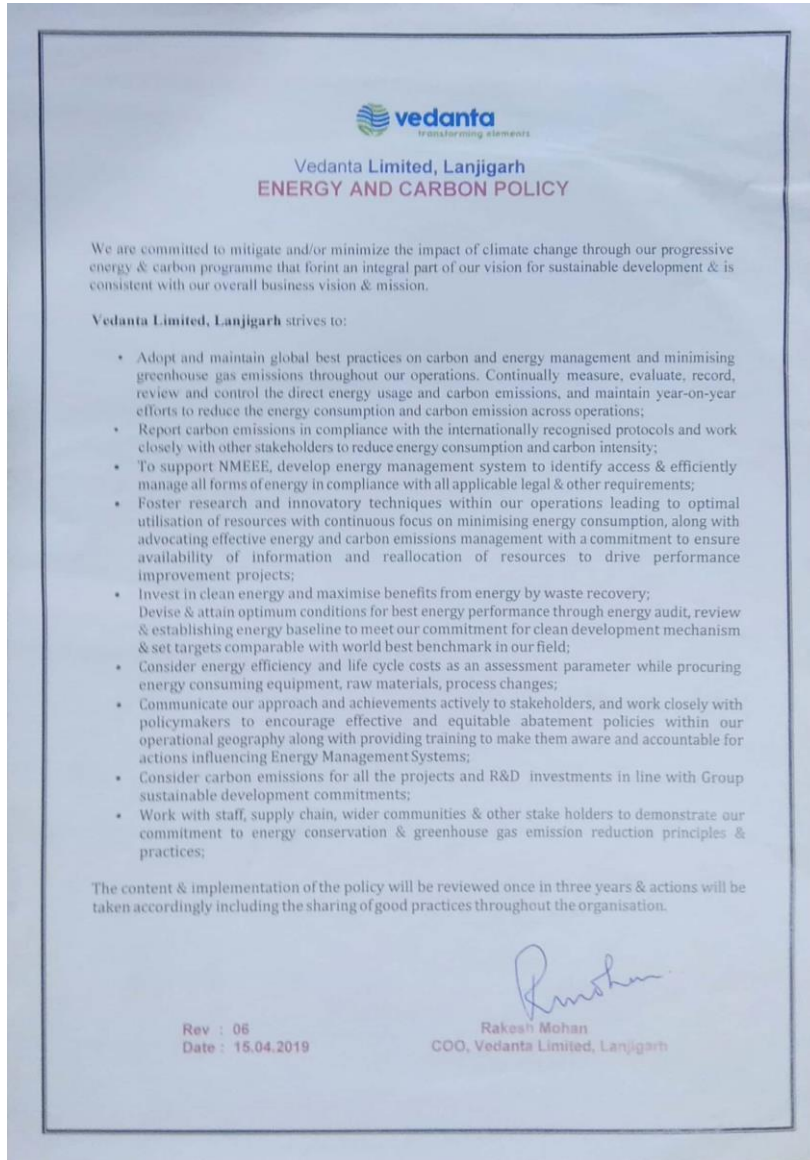 vedanta
transforming elements
Vedanta Limited, Lanjigarh
ENERGY AND CARBON POLICY
We are committed to mitigate and/or minimize the impact of climate change through our progressive
energy & carbon programme that forint an integral part of our vision for sustainable development & is
consistent with our overall business vision & mission.
Vedanta Limited, Lanjigarh strives to:
• Adopt and maintain global best practices on carbon and energy management and minimising
greenhouse gas emissions throughout our operations. Continually measure, evaluate, record,
review and control the direct energy usage and carbon emissions, and maintain year-on-year
efforts to reduce the energy consumption and carbon emission across operations;
• Report carbon emissions in compliance with the internationally recognised protocols and work
closely with other stakeholders to reduce energy consumption and carbon intensity;
• To support NMEEE, develop energy management system to identify access & efficiently
manage all forms of energy in compliance with all applicable legal & other requirements;
• Foster research and innovatory techniques within our operations leading to optimal
utilisation of resources with continuous focus on minimising energy consumption, along with
advocating effective energy and carbon emissions management with a commitment to ensure
availability of information and reallocation of resources to drive performance
improvement projects;
• Invest in clean energy and maximise benefits from energy by waste recovery;
Devise & attain optimum conditions for best energy performance through energy audit, review
& establishing energy baseline to meet our commitment for clean development mechanism
& set targets comparable with world best benchmark in our field;
• Consider energy efficiency and life cycle costs as an assessment parameter while procuring
energy consuming equipment, raw materials, process changes;
• Communicate our approach and achievements actively to stakeholders, and work closely with
policymakers to encourage effective and equitable abatement policies within our
operational geography along with providing training to make them aware and accountable for
actions influencing Energy Management Systems;
• Consider carbon emissions for all the projects and R&D investments in line with Group
sustainable development commitments;
• Work with staff, supply chain, wider communities & other stake holders to demonstrate our
commitment to energy conservation & greenhouse gas emission reduction principles &
practices;
The content & implementation of the policy will be reviewed once in three years & actions will be
taken accordingly including the sharing of good practices throughout the organisation.
Rmohan
Rev : 06
Rakesh Mohan
Date : 15.04.2019
COO, Vedanta Limited, Lanjigarh